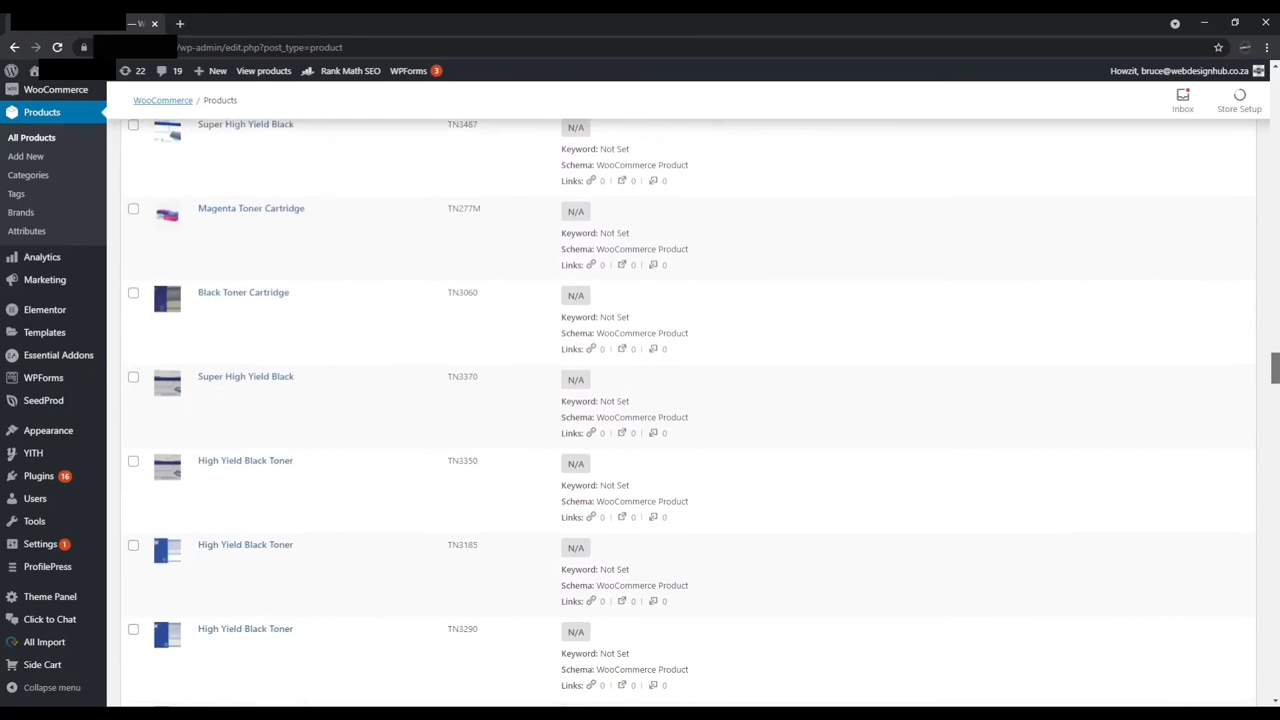 — W
/wp-admin/edit.php?post_type=product
22 19 New View products Rank Math SEO WPForms 3 Howzit, bruce@webdesignhub.co.za
WooCommerce
Products
All Products
Add New
Categories
Tags
Brands
Attributes
Analytics
Marketing
Elementor
Templates
Essential Addons
WPForms
SeedProd
Appearance
YITH
Plugins 16
Users
Tools
Settings 1
ProfilePress
Theme Panel
Click to Chat
All Import
Side Cart
Collapse menu
WooCommerce / Products
Inbox Store Setup
Super High Yield Black TN3487 N/A
Keyword: Not Set
Schema: WooCommerce Product
Links: 0 | 0 | 0
Magenta Toner Cartridge TN277M N/A
Keyword: Not Set
Schema: WooCommerce Product
Links: 0 | 0 | 0
Black Toner Cartridge TN3060 N/A
Keyword: Not Set
Schema: WooCommerce Product
Links: 0 | 0 | 0
Super High Yield Black TN3370 N/A
Keyword: Not Set
Schema: WooCommerce Product
Links: 0 | 0 | 0
High Yield Black Toner TN3350 N/A
Keyword: Not Set
Schema: WooCommerce Product
Links: 0 | 0 | 0
High Yield Black Toner TN3185 N/A
Keyword: Not Set
Schema: WooCommerce Product
Links: 0 | 0 | 0
High Yield Black Toner TN3290 N/A
Keyword: Not Set
Schema: WooCommerce Product
Links: 0 | 0 | 0